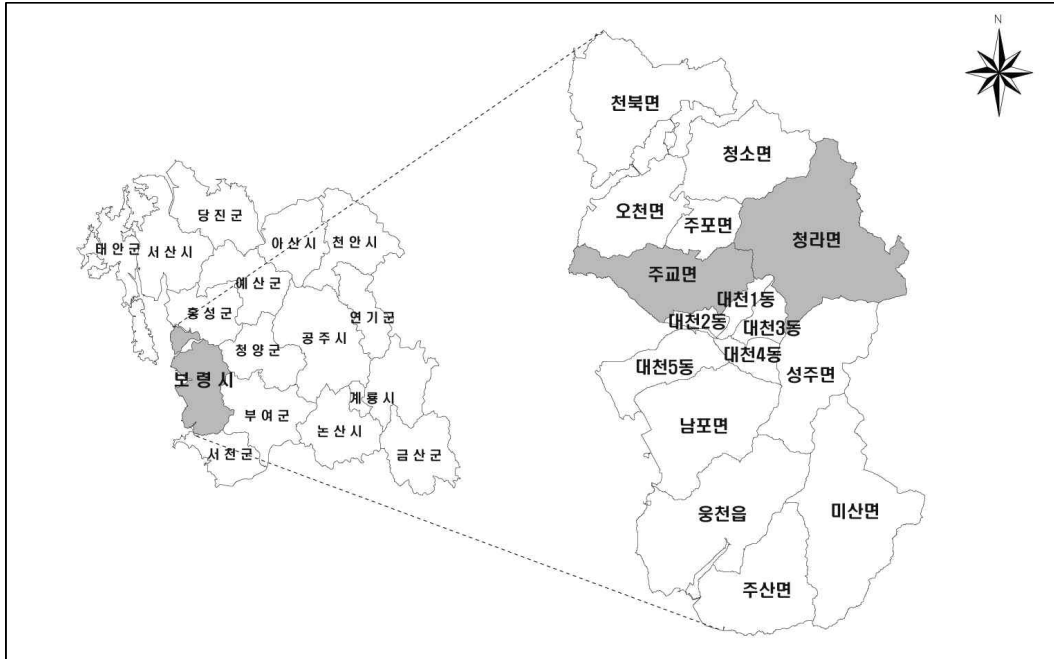 N
천북면
청소면
오천면
주포면
청라면
주교면
대천1동
대천2동
대천3동
대천5동
대천4동
성주면
남포면
웅천읍
미산면
주산면
당진군
태안군
서산시
아산시
천안시
예산군
홍성군
연기군
공주시
청양군
보령시
계룡시
부여군
논산시
서천군
금산군